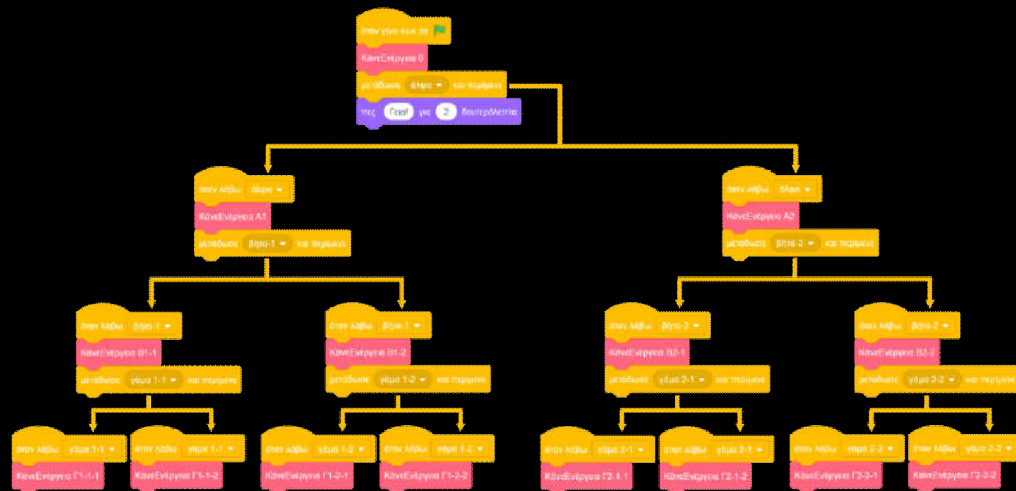 όταν γίνει κλικ σε
ΚάνεΕνέργεια 0
μετάδωσε άλφα και περίμενε
πες Γεια! για 2 δευτερόλεπτα
όταν λάβω άλφα
όταν λάβω άλφα
ΚάνεΕνέργεια Α1
ΚάνεΕνέργεια Α2
μετάδωσε βήτα-1 και περίμενε
μετάδωσε βήτα-2 και περίμενε
όταν λάβω βήτα-1
όταν λάβω βήτα-1
όταν λάβω βήτα-2
όταν λάβω βήτα-2
ΚάνεΕνέργεια Β1-1
ΚάνεΕνέργεια Β1-2
ΚάνεΕνέργεια Β2-1
ΚάνεΕνέργεια Β2-2
μετάδωσε γάμα 1-1 και περίμενε
μετάδωσε γάμα 1-2 και περίμενε
μετάδωσε γάμα 2-1 και περίμενε
μετάδωσε γάμα 2-2 και περίμενε
όταν λάβω γάμα 1-1
όταν λάβω γάμα 1-1
όταν λάβω γάμα 1-2
όταν λάβω γάμα 1-2
όταν λάβω γάμα 2-1
όταν λάβω γάμα 2-1
όταν λάβω γάμα 2-2
όταν λάβω γάμα 2-2
ΚάνεΕνέργεια Γ1-1-1
ΚάνεΕνέργεια Γ1-1-2
ΚάνεΕνέργεια Γ1-2-1
ΚάνεΕνέργεια Γ1-2-2
ΚάνεΕνέργεια Γ2-1-1
ΚάνεΕνέργεια Γ2-1-2
ΚάνεΕνέργεια Γ2-2-1
ΚάνεΕνέργεια Γ2-2-2